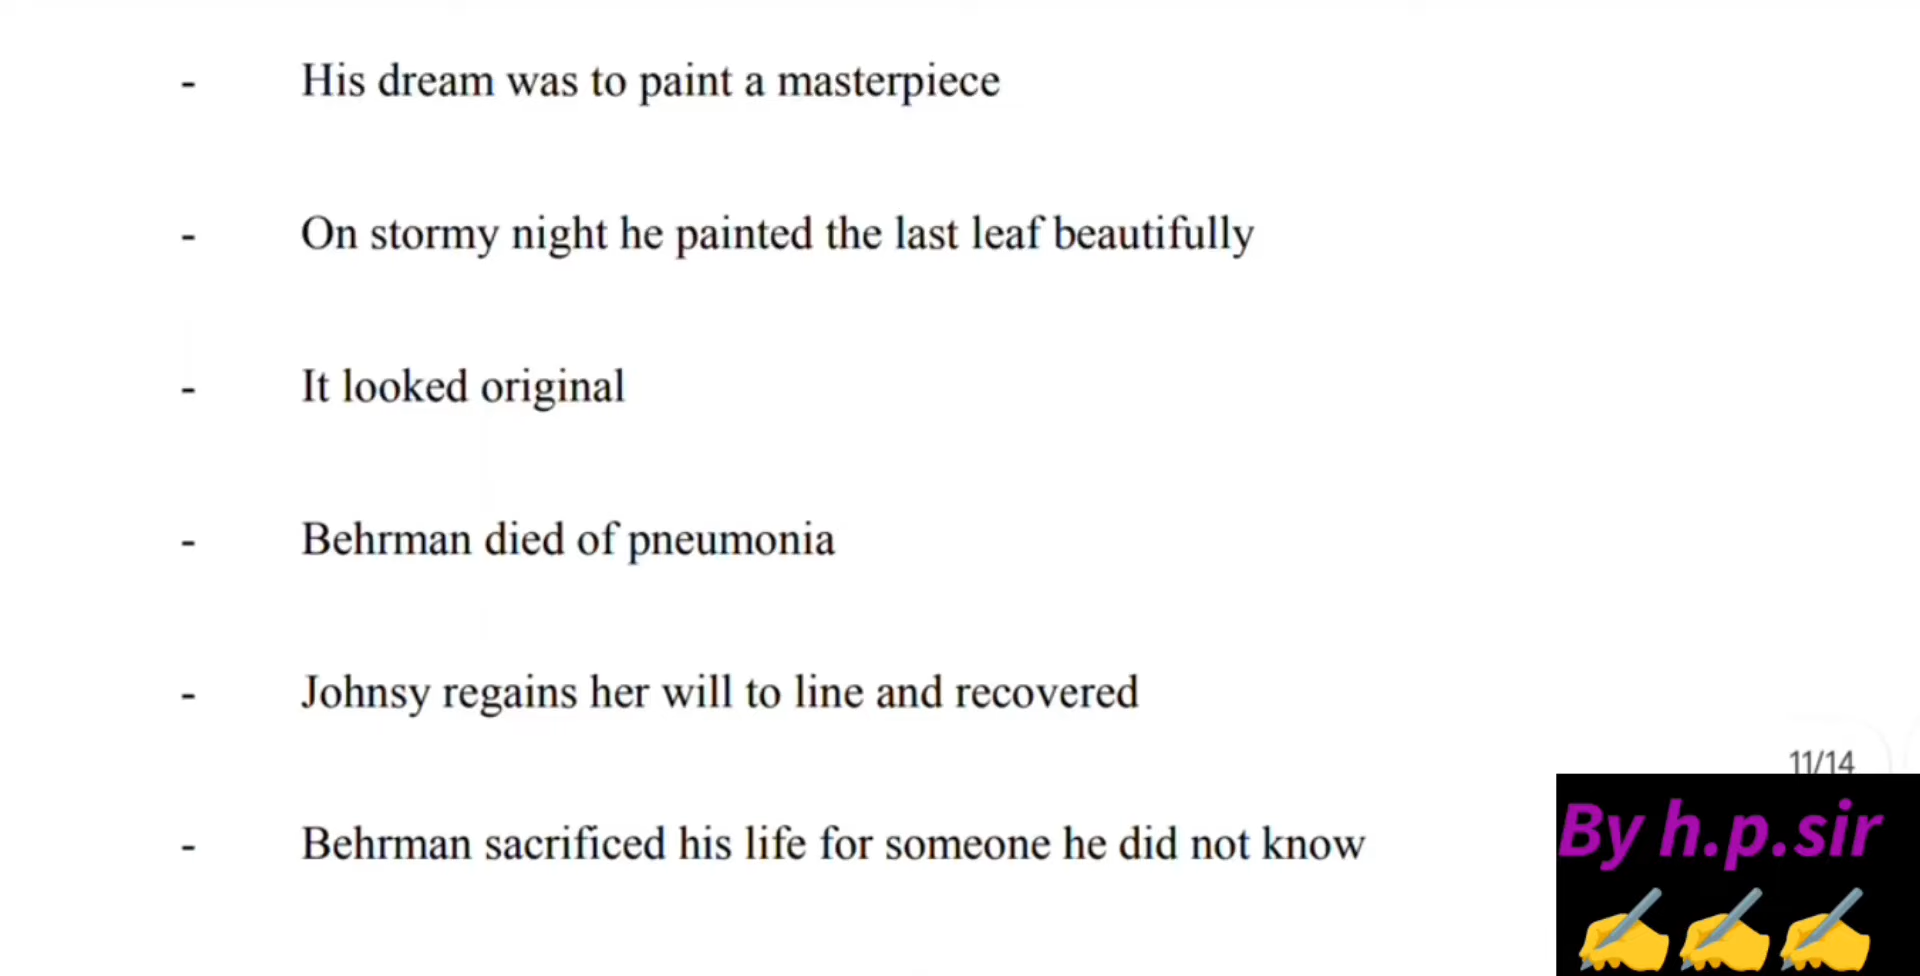 - His dream was to paint a masterpiece
- On stormy night he painted the last leaf beautifully
- It looked original
- Behrman died of pneumonia
- Johnsy regains her will to line and recovered
11/14
- Behrman sacrificed his life for someone he did not know
By h.p.sir